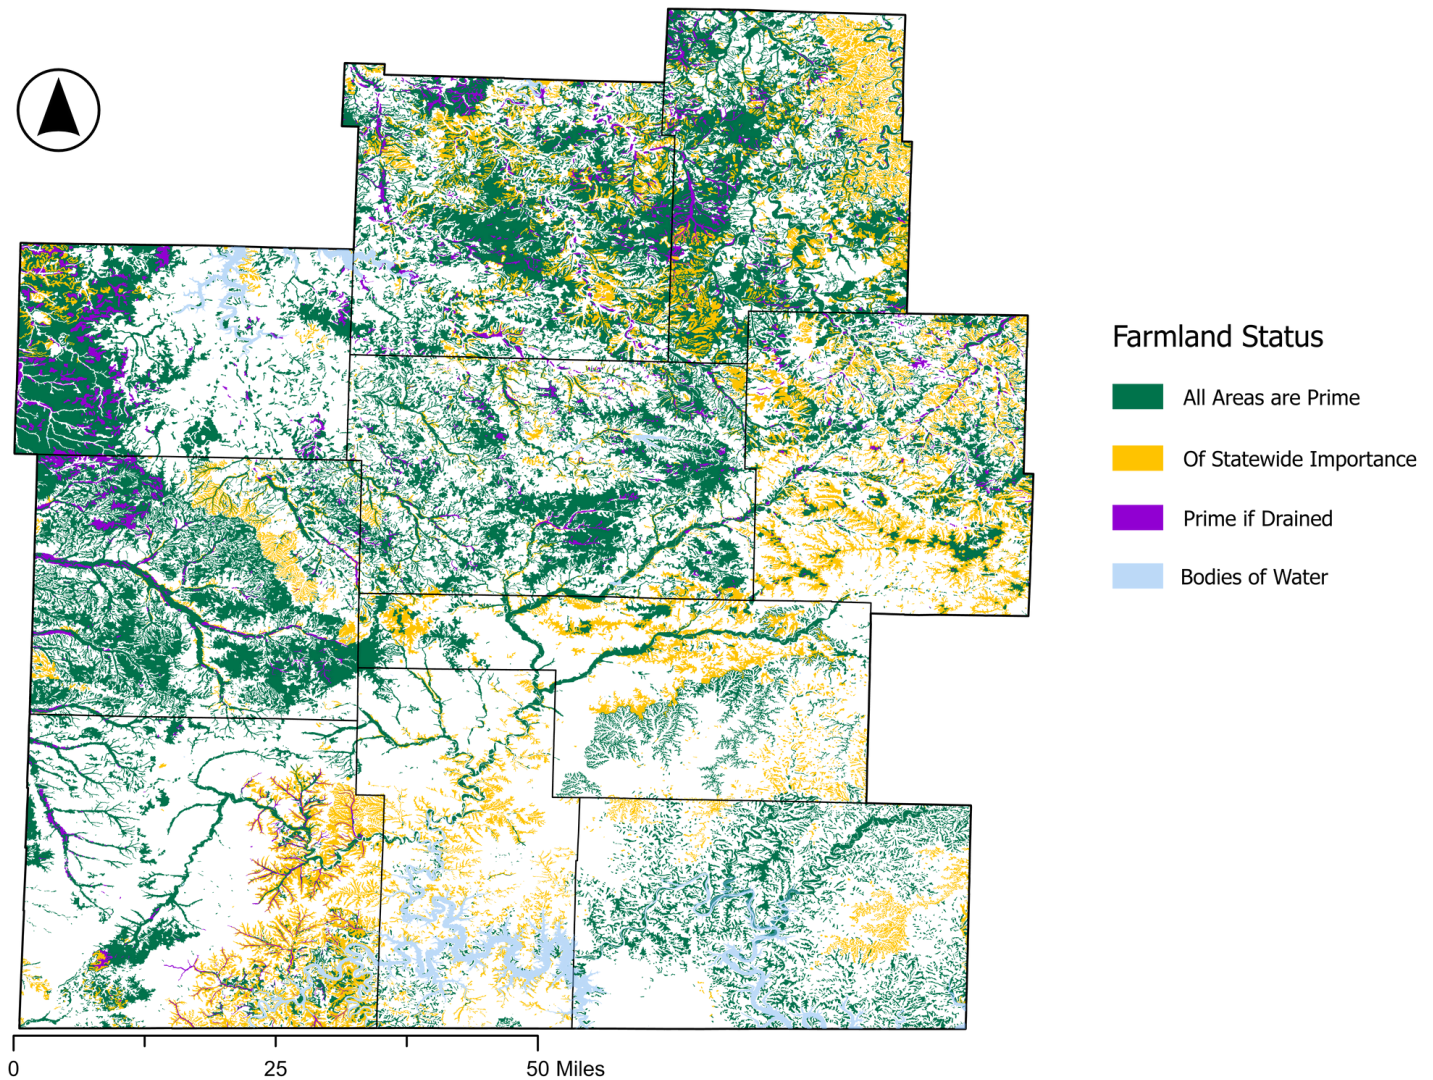 Farmland Status
All Areas are Prime
Of Statewide Importance
Prime if Drained
Bodies of Water
0 25 50 Miles